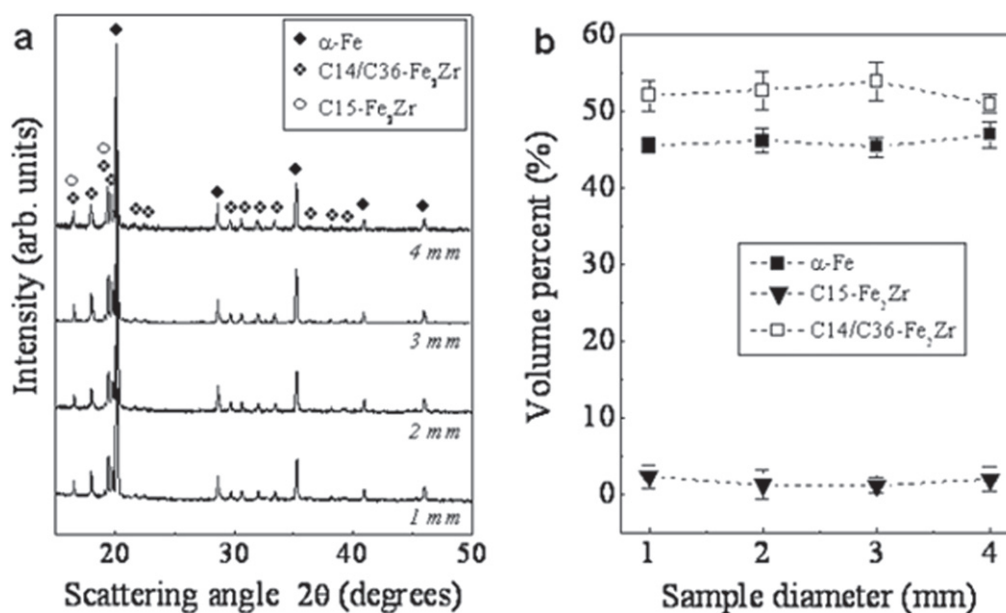 a
α-Fe
C14/C36-Fe₂Zr
C15-Fe₂Zr
Intensity (arb. units)
4 mm
3 mm
2 mm
1 mm
20 30 40 50
Scattering angle 2θ (degrees)
b
60
50
40
30
20
10
0
Volume percent (%)
α-Fe
C15-Fe₂Zr
C14/C36-Fe₂Zr
1 2 3 4
Sample diameter (mm)